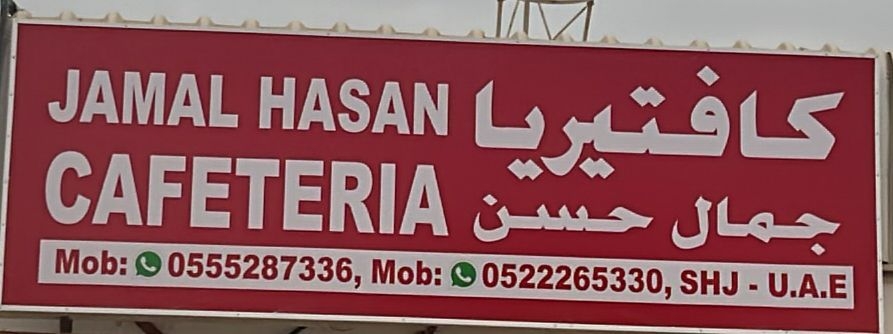 JAMAL HASAN
CAFETERIA
كافتيريا
جمال حسن
Mob: 0555287336, Mob: 0522265330, SHJ - U.A.E